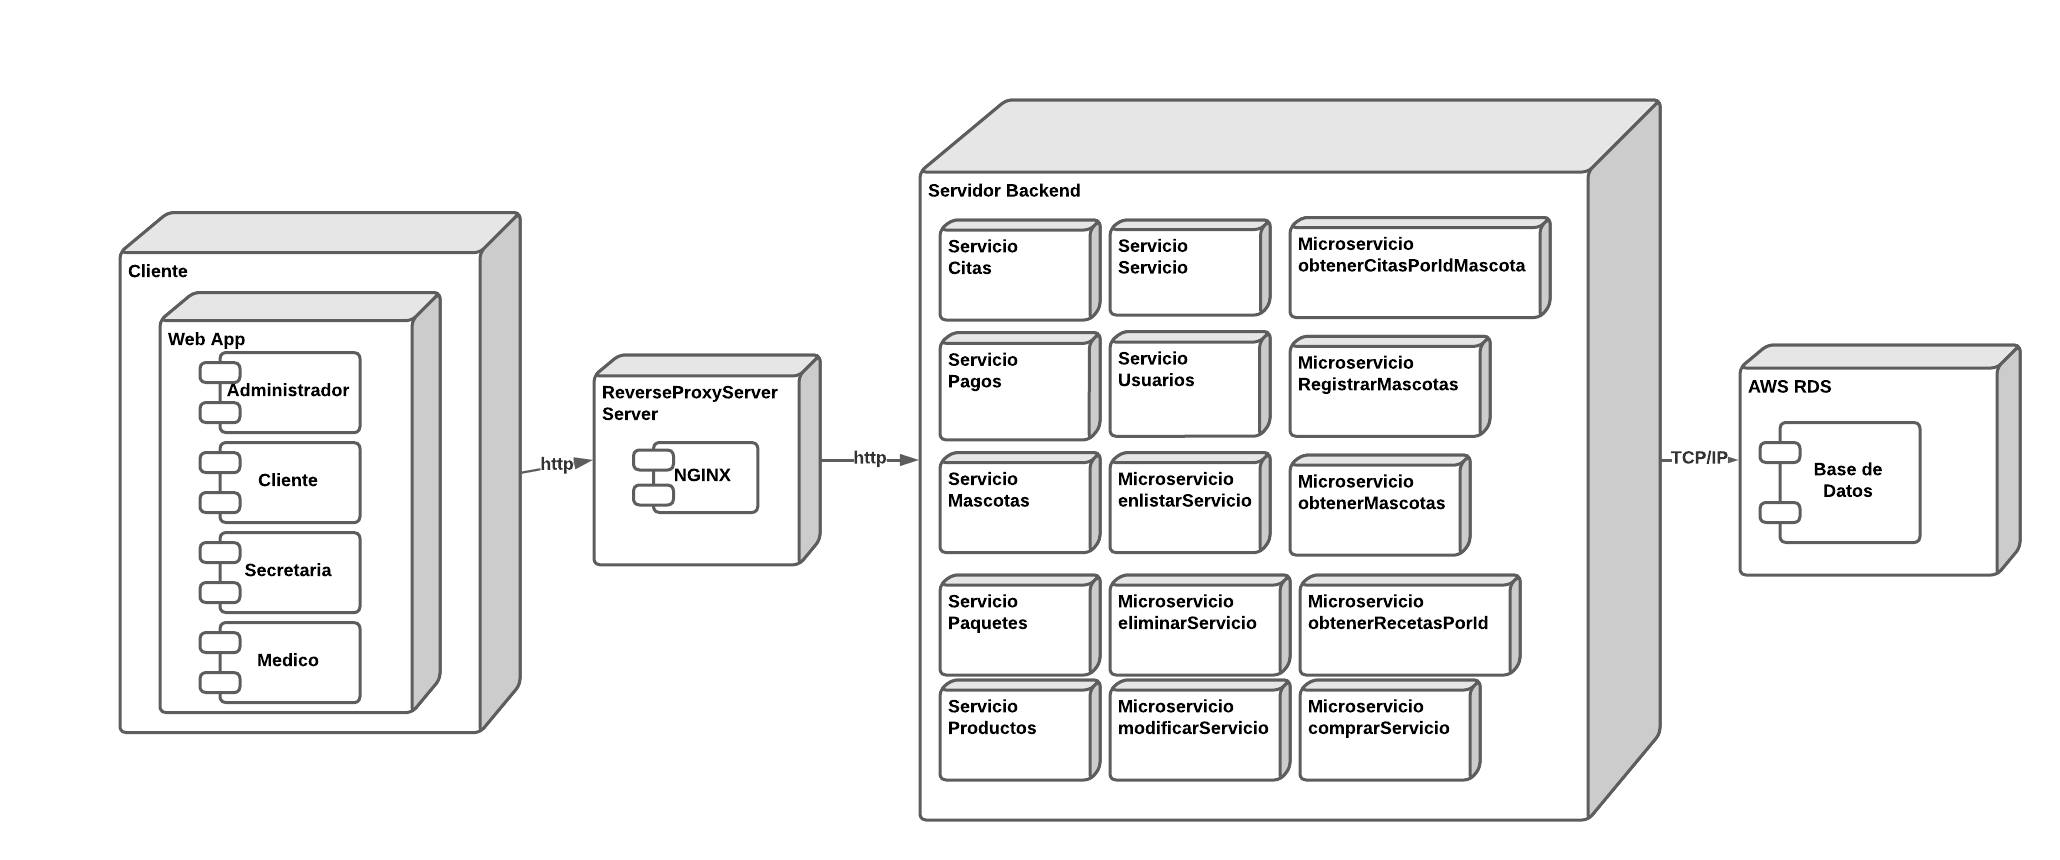 Cliente
Web App
Administrador
Cliente
Secretaria
Medico
http
ReverseProxyServer
Server
NGINX
http
Servidor Backend
Servicio
Citas
Servicio
Servicio
Microservicio
obtenerCitasPorIdMascota
Servicio
Pagos
Servicio
Usuarios
Microservicio
RegistrarMascotas
Servicio
Mascotas
Microservicio
enlistarServicio
Microservicio
obtenerMascotas
Servicio
Paquetes
Microservicio
eliminarServicio
Microservicio
obtenerRecetasPorId
Servicio
Productos
Microservicio
modificarServicio
Microservicio
comprarServicio
TCP/IP
AWS RDS
Base de
Datos